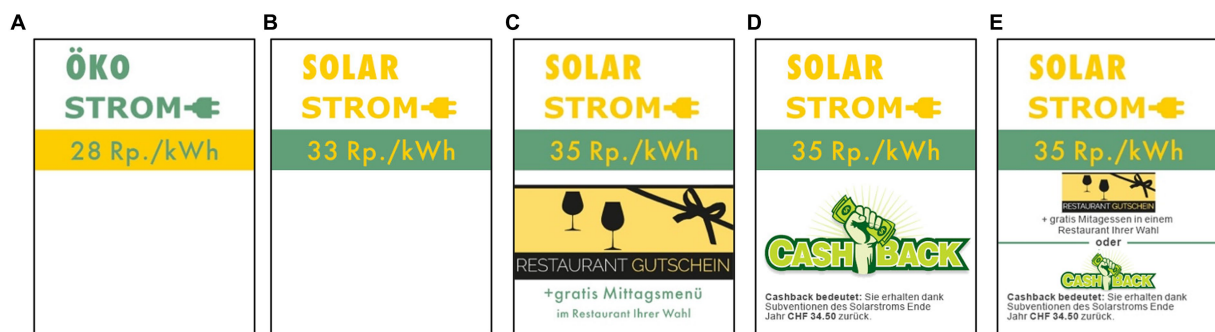 A
ÖKO
STROM
28 Rp./kWh
B
SOLAR
STROM
33 Rp./kWh
C
SOLAR
STROM
35 Rp./kWh
RESTAURANT GUTSCHEIN
+gratis Mittagsmenü
im Restaurant Ihrer Wahl
D
SOLAR
STROM
35 Rp./kWh
CASH BACK
Cashback bedeutet: Sie erhalten dank
Subventionen des Solarstroms Ende
Jahr CHF 34.50 zurück.
E
SOLAR
STROM
35 Rp./kWh
RESTAURANT GUTSCHEIN
+ gratis Mitagessen in einem
Restaurant Ihrer Wahl
oder
CASH BACK
Cashback bedeutet: Sie erhalten dank
Subventionen des Solarstroms Ende
Jahr CHF 34.50 zurück.